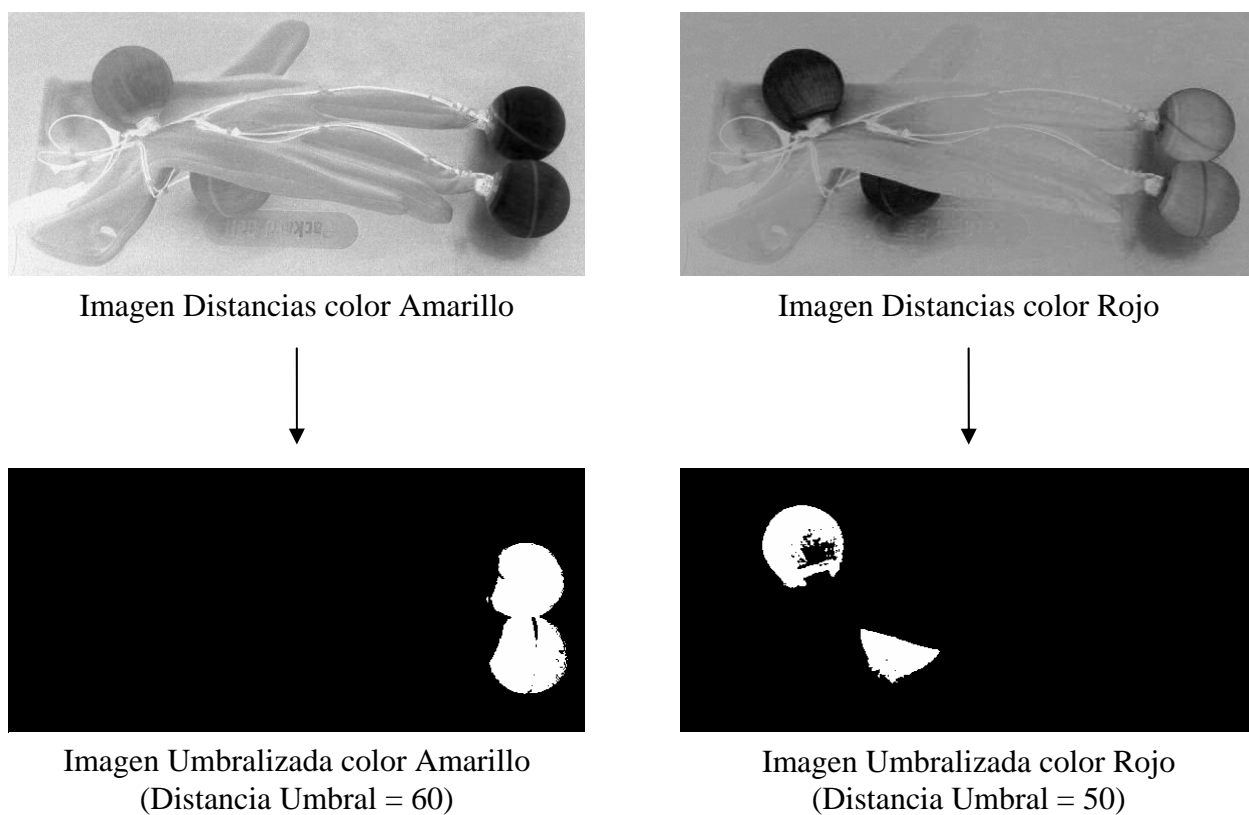 Imagen Distancias color Amarillo
Imagen Distancias color Rojo
Imagen Umbralizada color Amarillo
(Distancia Umbral = 60)
Imagen Umbralizada color Rojo
(Distancia Umbral = 50)